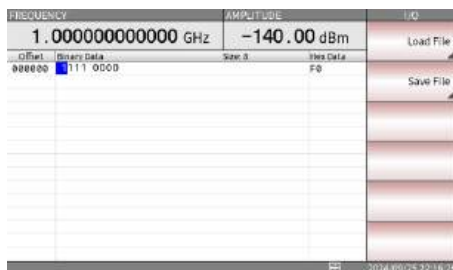 FREQUENCY AMPLITUDE I/O
1.000000000000 GHz -140.00 dBm
Load File
Offset Binary Data Size: 8 Hex Data
000000 1111 0000 F0
Save File
2024/09/25 22:16:26